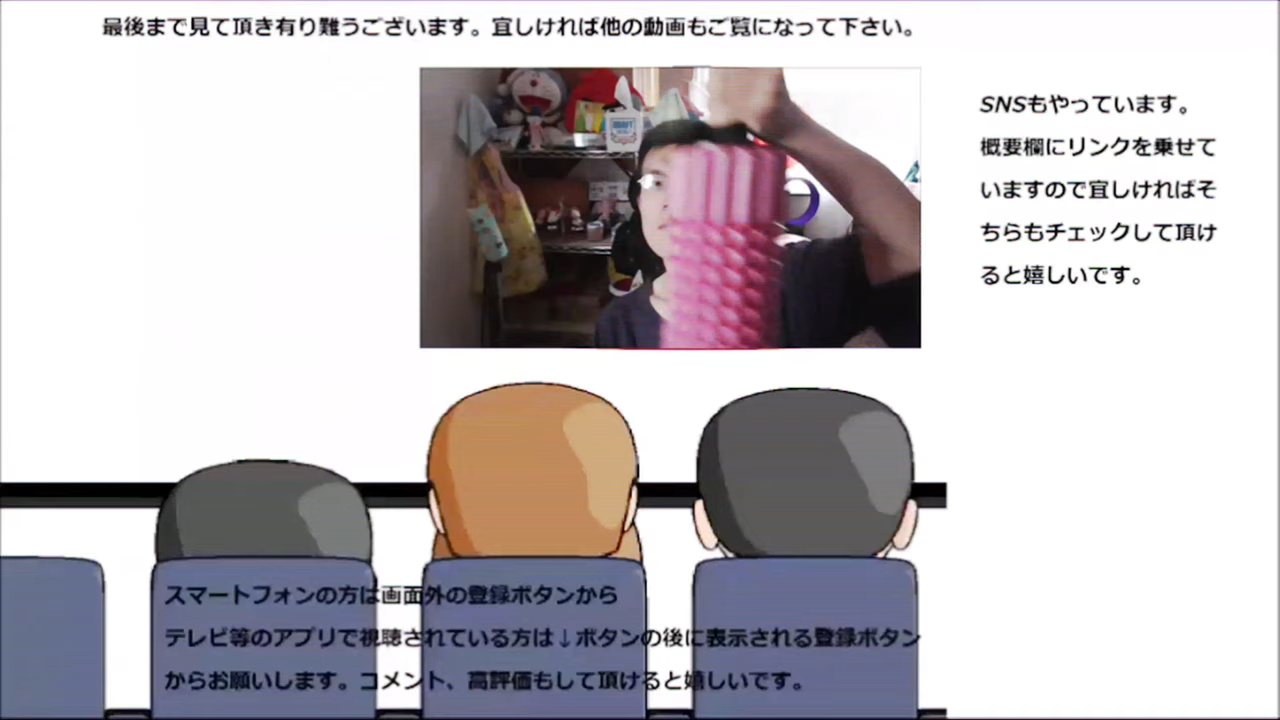 最後まで見て頂き有り難うございます。宜しければ他の動画もご覧になって下さい。
SNSもやっています。
概要欄にリンクを乗せて
いますので宜しければそ
ちらもチェックして頂け
ると嬉しいです。
スマートフォンの方は画面外の登録ボタンから
テレビ等のアプリで視聴されている方は↓ボタンの後に表示される登録ボタン
からお願いします。コメント、高評価もして頂けると嬉しいです。